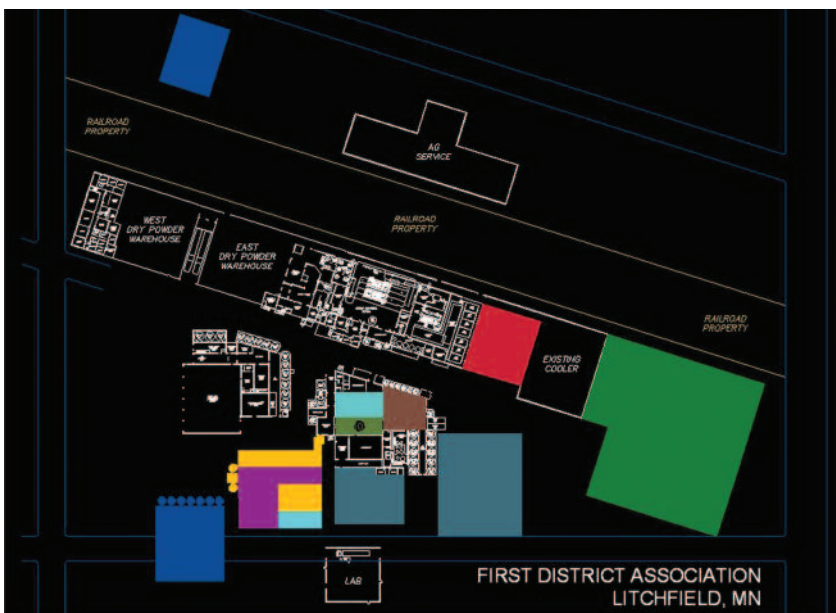 RAILROAD
PROPERTY
AG
SERVICE
WEST
DRY POWDER
WAREHOUSE
RAILROAD
PROPERTY
EAST
DRY POWDER
WAREHOUSE
RAILROAD
PROPERTY
EXISTING
COOLER
LAB
FIRST DISTRICT ASSOCIATION
LITCHFIELD, MN